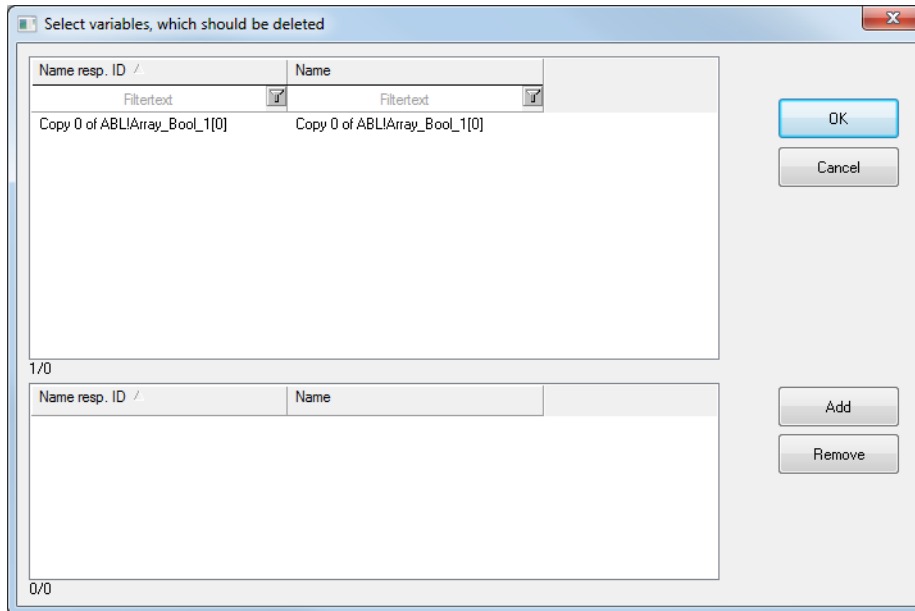 Select variables, which should be deleted
Name resp. ID Name
Filtertext Filtertext
Copy 0 of ABL!Array_Bool_1[0] Copy 0 of ABL!Array_Bool_1[0]
OK
Cancel
1/0
Name resp. ID Name
Add
Remove
0/0